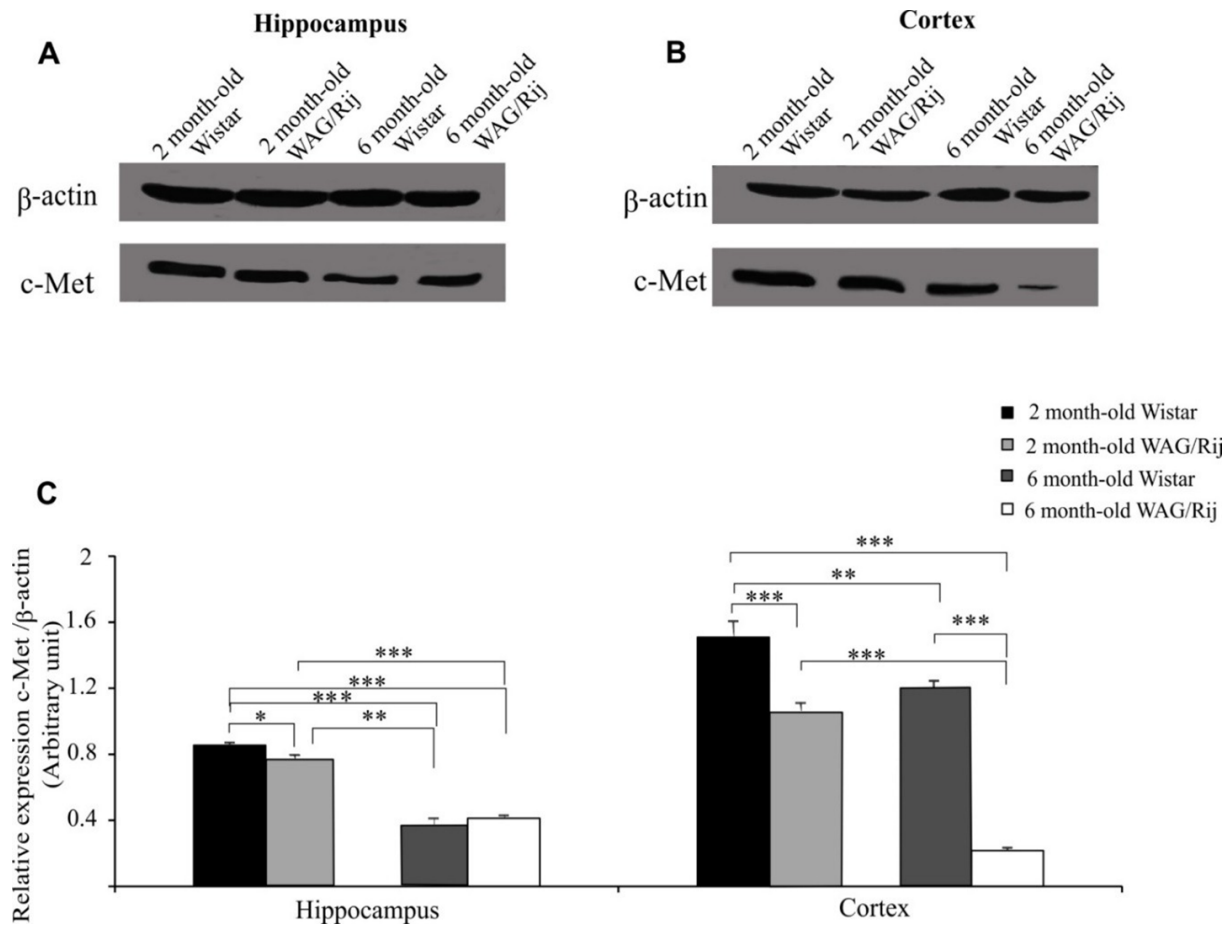 Hippocampus
A
2 month-old
Wistar
2 month-old
WAG/Rij
6 month-old
Wistar
6 month-old
WAG/Rij
β-actin
c-Met
Cortex
B
2 month-old
Wistar
2 month-old
WAG/Rij
6 month-old
Wistar
6 month-old
WAG/Rij
β-actin
c-Met
2 month-old Wistar
2 month-old WAG/Rij
6 month-old Wistar
6 month-old WAG/Rij
C
Relative expression c-Met /β-actin
(Arbitrary unit)
2
1.6
1.2
0.8
0.4
***
***
***
*
**
***
**
***
***
***
Hippocampus
Cortex